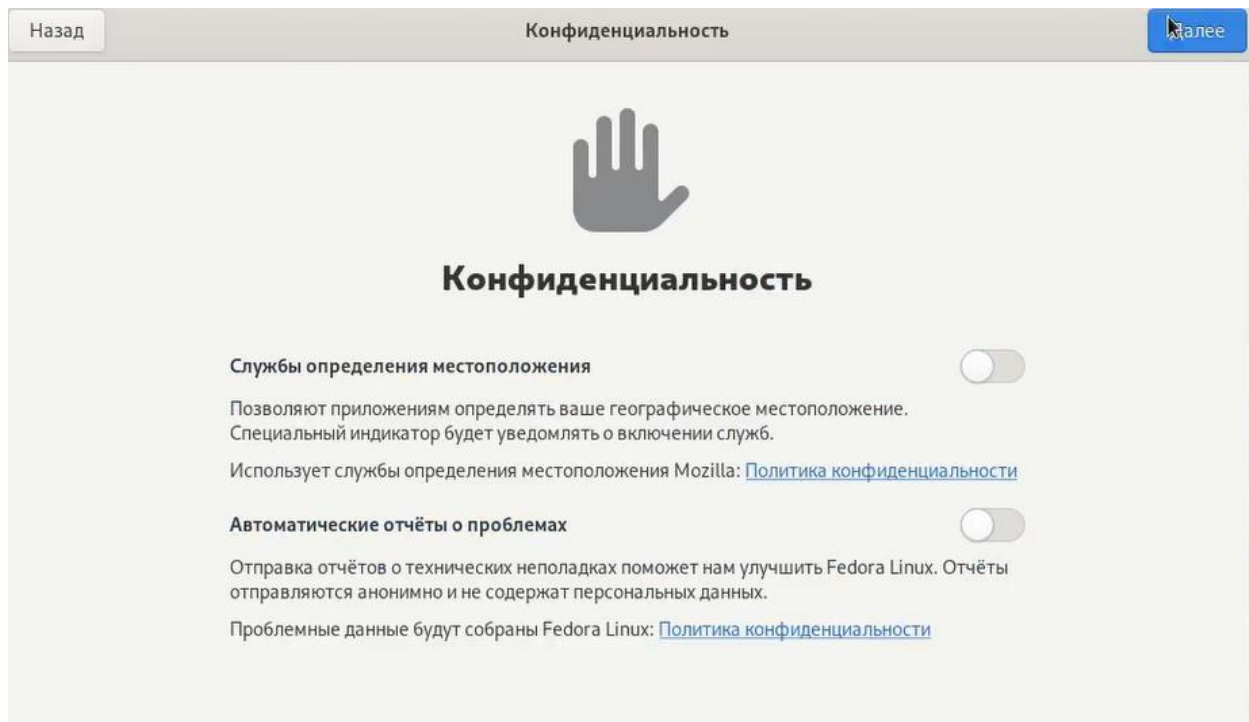 Назад
Конфиденциальность
Далее
Конфиденциальность
Службы определения местоположения
Позволяют приложениям определять ваше географическое местоположение.
Специальный индикатор будет уведомлять о включении служб.
Использует службы определения местоположения Mozilla: Политика конфиденциальности
Автоматические отчёты о проблемах
Отправка отчётов о технических неполадках поможет нам улучшить Fedora Linux. Отчёты
отправляются анонимно и не содержат персональных данных.
Проблемные данные будут собраны Fedora Linux: Политика конфиденциальности